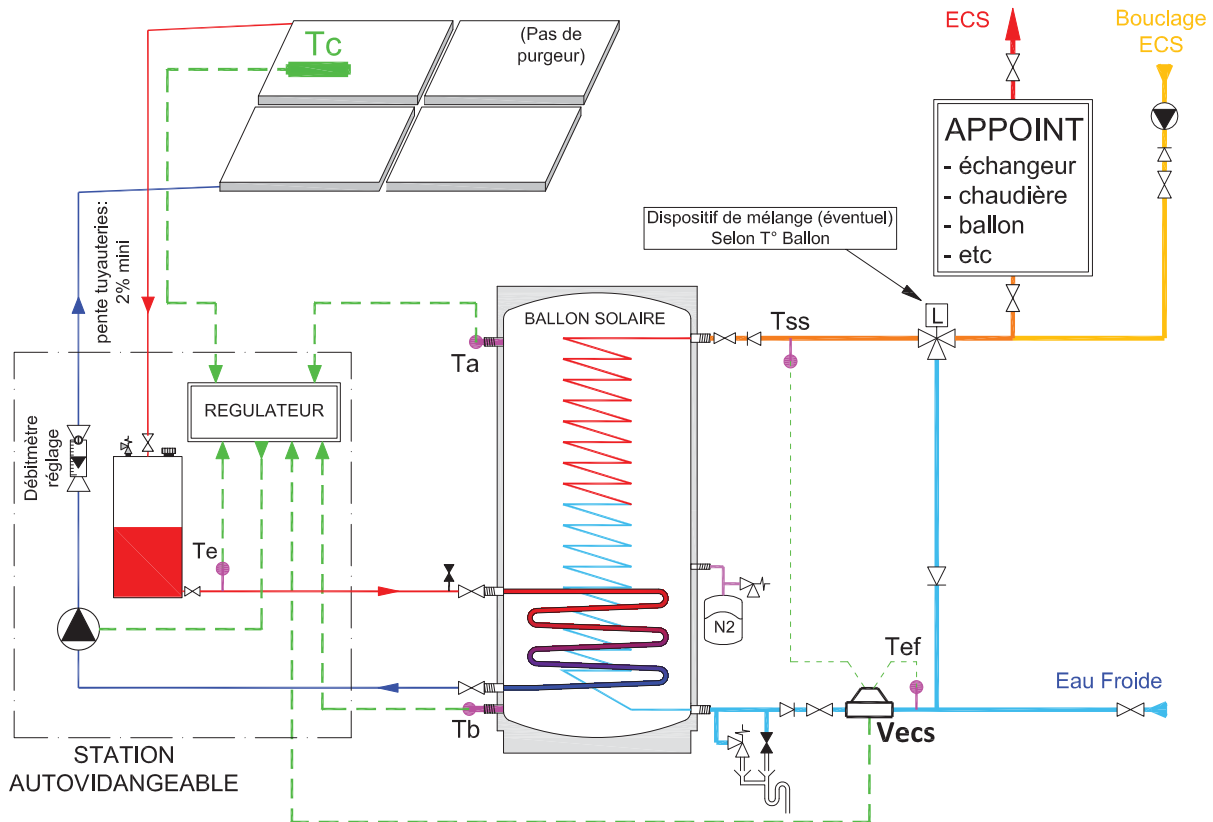 ECS
Bouclage
ECS
(Pas de
purgeur)
Tc
APPOINT
- échangeur
- chaudière
- ballon
- etc
Dispositif de mélange (éventuel)
Selon T° Ballon
pente tuyauteries:
2% mini
L
BALLON SOLAIRE
Tss
Ta
REGULATEUR
Débitmètre
réglage
Te
N2
Tef
Eau Froide
Tb
Vecs
STATION
AUTOVIDANGEABLE